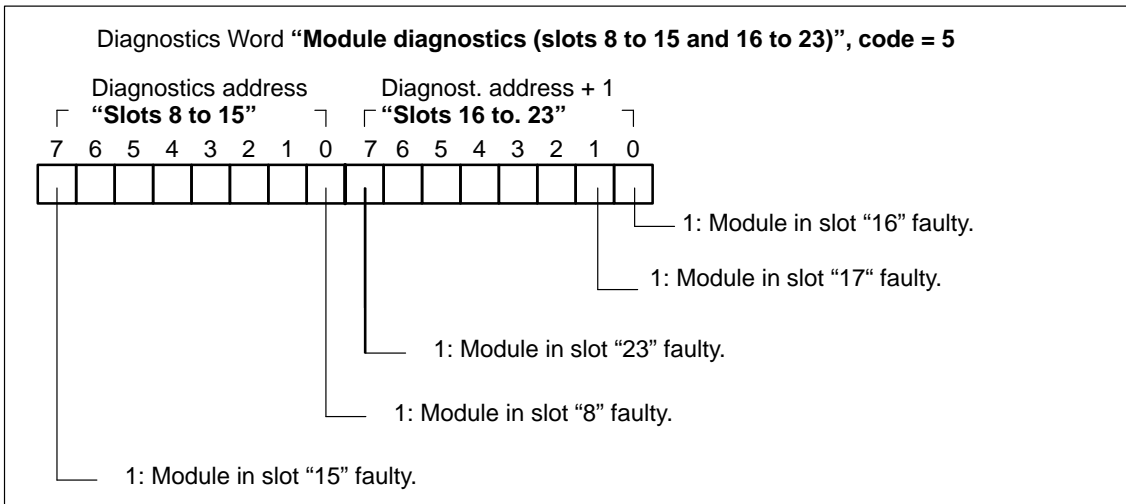 Diagnostics Word “Module diagnostics (slots 8 to 15 and 16 to 23)”, code = 5
Diagnostics address Diagnost. address + 1
“Slots 8 to 15” “Slots 16 to. 23”
7 6 5 4 3 2 1 0 7 6 5 4 3 2 1 0
1: Module in slot “16” faulty.
1: Module in slot “17“ faulty.
1: Module in slot “23” faulty.
1: Module in slot “8” faulty.
1: Module in slot “15” faulty.